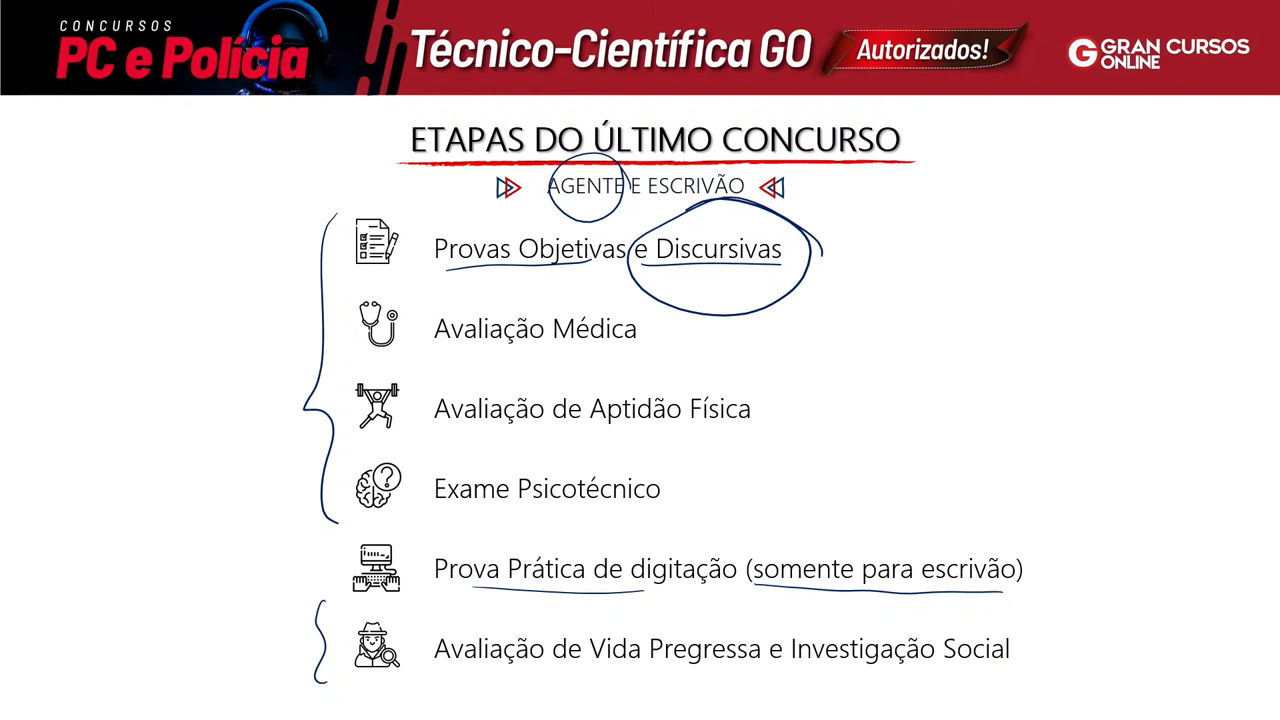 CONCURSOS
PC e Polícia
Técnico-Científica GO
Autorizados!
GRAN CURSOS
ONLINE
ETAPAS DO ÚLTIMO CONCURSO
AGENTE E ESCRIVÃO
Provas Objetivas e Discursivas
Avaliação Médica
Avaliação de Aptidão Física
Exame Psicotécnico
Prova Prática de digitação (somente para escrivão)
Avaliação de Vida Pregressa e Investigação Social